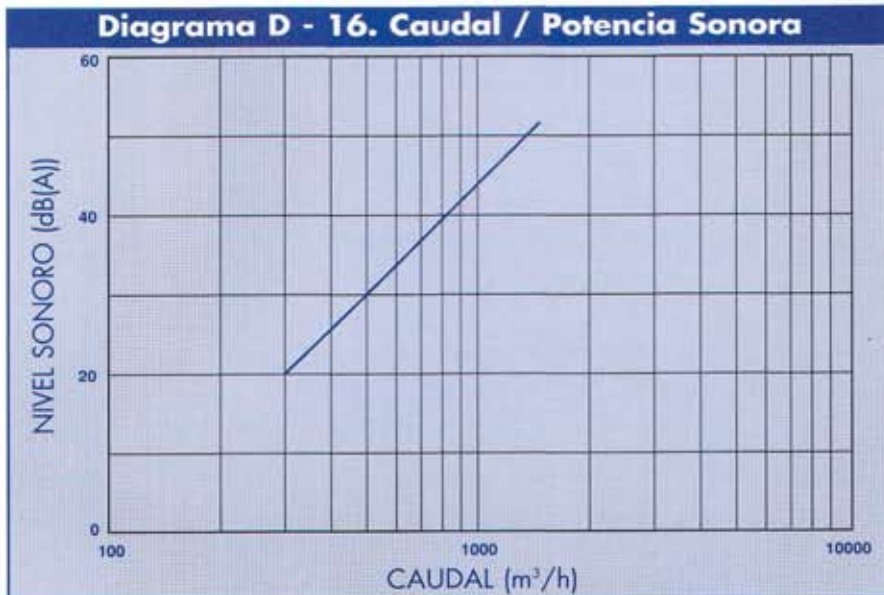 Diagrama D - 16. Caudal / Potencia Sonora
60
40
20
0
NIVEL SONORO (dB(A))
100 1000 10000
CAUDAL (m³/h)